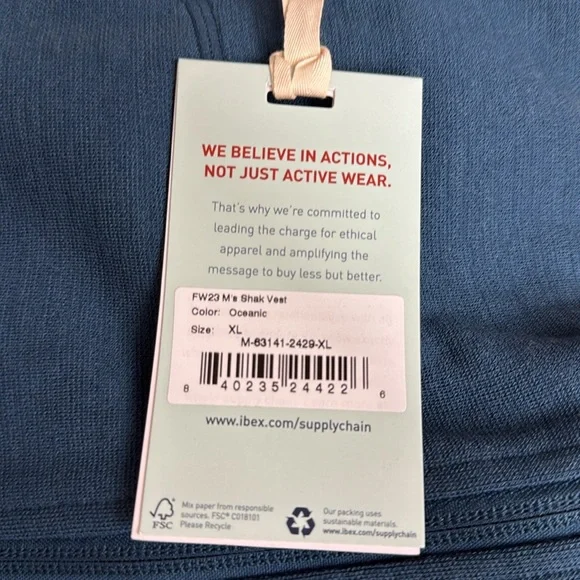 WE BELIEVE IN ACTIONS,
NOT JUST ACTIVE WEAR.
That's why we're committed to
leading the charge for ethical
apparel and amplifying the
message to buy less but better.
FW23 M's Shak Vest
Color: Oceanic
Size: XL
M-63141-2429-XL
8 40235 24422 6
www.ibex.com/supplychain
FSC
Mix paper from responsible
sources. FSC® C018101
Please Recycle
Our packing uses
sustainable materials.
www.ibex.com/supplychain